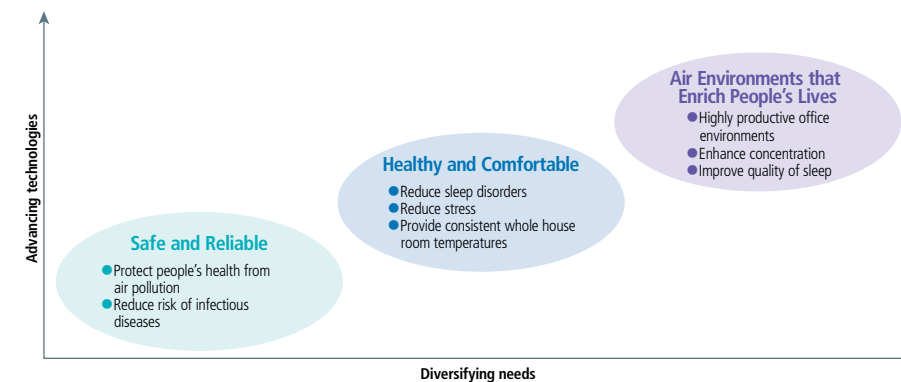 Advancing technologies
Safe and Reliable
●Protect people's health from
air pollution
●Reduce risk of infectious
diseases
Healthy and Comfortable
●Reduce sleep disorders
●Reduce stress
●Provide consistent whole house
room temperatures
Air Environments that
Enrich People's Lives
●Highly productive office
environments
●Enhance concentration
●Improve quality of sleep
Diversifying needs